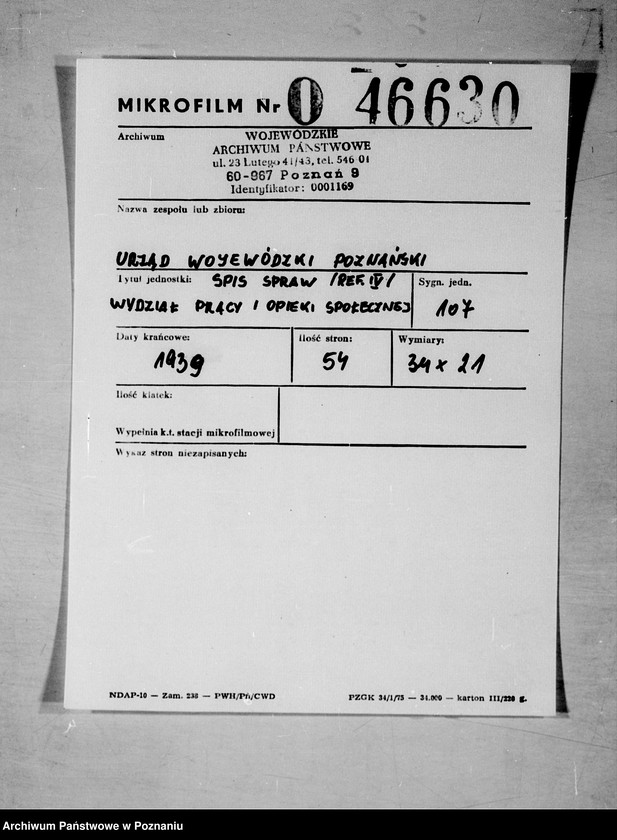 MIKROFILM Nr 0 46630
Archiwum
WOJEWÓDZKIE
ARCHIWUM PAŃSTWOWE
ul. 23 Lutego 41/43, tel. 546 01
60-967 Poznań 9
Identyfikator: 0001169
Nazwa zespołu lub zbioru:
URZĄD WOJEWÓDZKI POZNAŃSKI
Tytuł jednostki: SPIS SPRAW /REF. IV/
WYDZIAŁ PRACY I OPIEKI SPOŁECZNEJ
Sygn. jedn.
107
Daty krańcowe:
1939
Ilość stron:
54
Wymiary:
34 x 21
Ilość klatek:
Wypełnia k.t. stacji mikrofilmowej
Wykaz stron niezapisanych:
NDAP-10 — Zam. 238 — PWH/Pń/CWD
PZGK 34/1/75 — 34.000 — karton III/220 g.
Archiwum Państwowe w Poznaniu